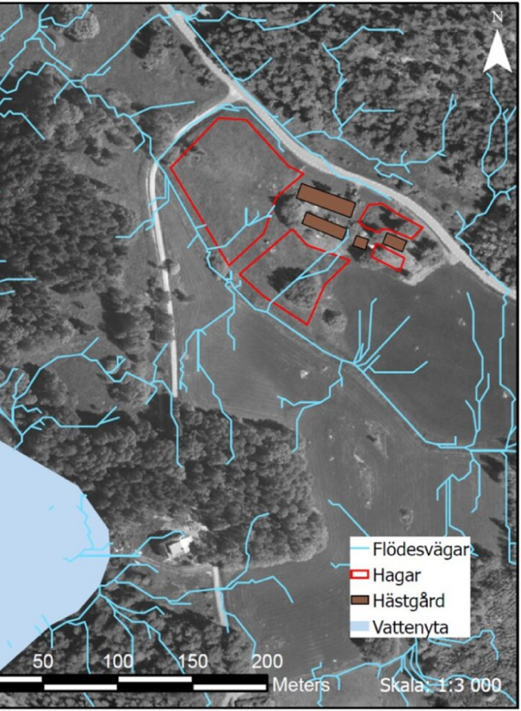 N
Flödesvägar
Hagar
Hästgård
Vattenyta
50 100 150 200
Meters
Skala: 1:3 000